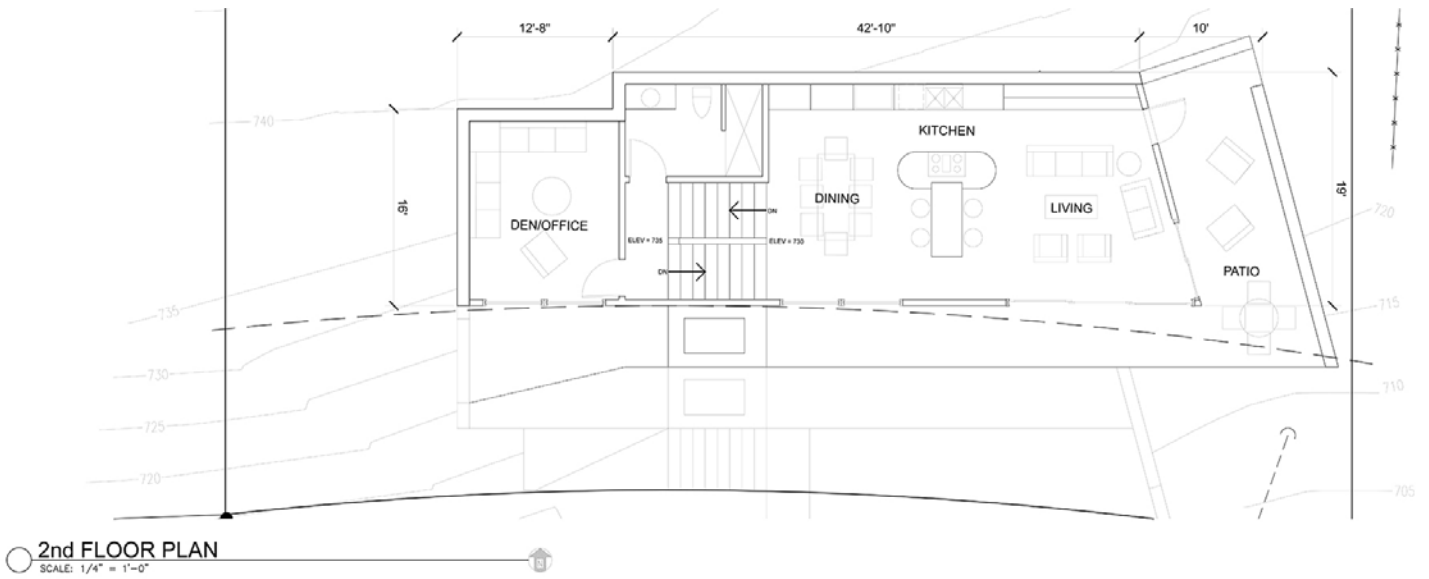 12'-8"
42'-10"
10'
740
KITCHEN
16'
19'
DINING
DN
LIVING
720
DEN/OFFICE
ELEV = 735
ELEV = 730
DN
PATIO
735
715
730
710
725
720
705
2nd FLOOR PLAN
SCALE: 1/4" = 1'-0"
N